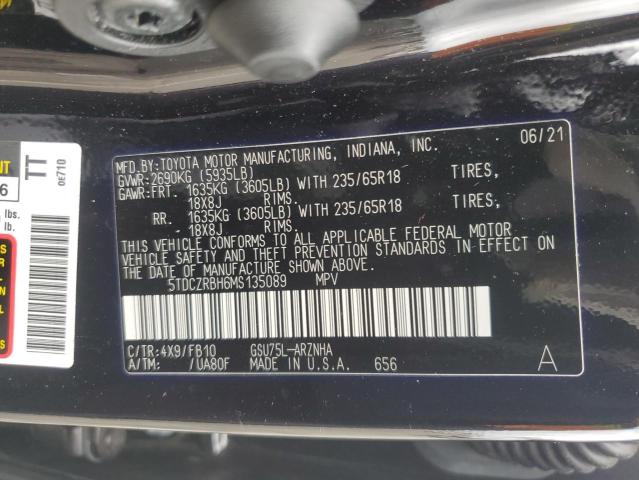 MFD.BY:TOYOTA MOTOR MANUFACTURING, INDIANA, INC. 06/21
GVWR:2690KG (5935LB)
GAWR:FRT. 1635KG (3605LB) WITH 235/65R18 TIRES,
18X8J RIMS.
RR. 1635KG (3605LB) WITH 235/65R18 TIRES,
18X8J RIMS.
THIS VEHICLE CONFORMS TO ALL APPLICABLE FEDERAL MOTOR
VEHICLE SAFETY AND THEFT PREVENTION STANDARDS IN EFFECT ON
THE DATE OF MANUFACTURE SHOWN ABOVE.
5TDCZRBH6MS135089 MPV
C/TR:4X9/FB10 GSU75L-ARZNHA
A/TM: /UA80F MADE IN U.S.A. 656 A
TT
0E710
6
lbs.